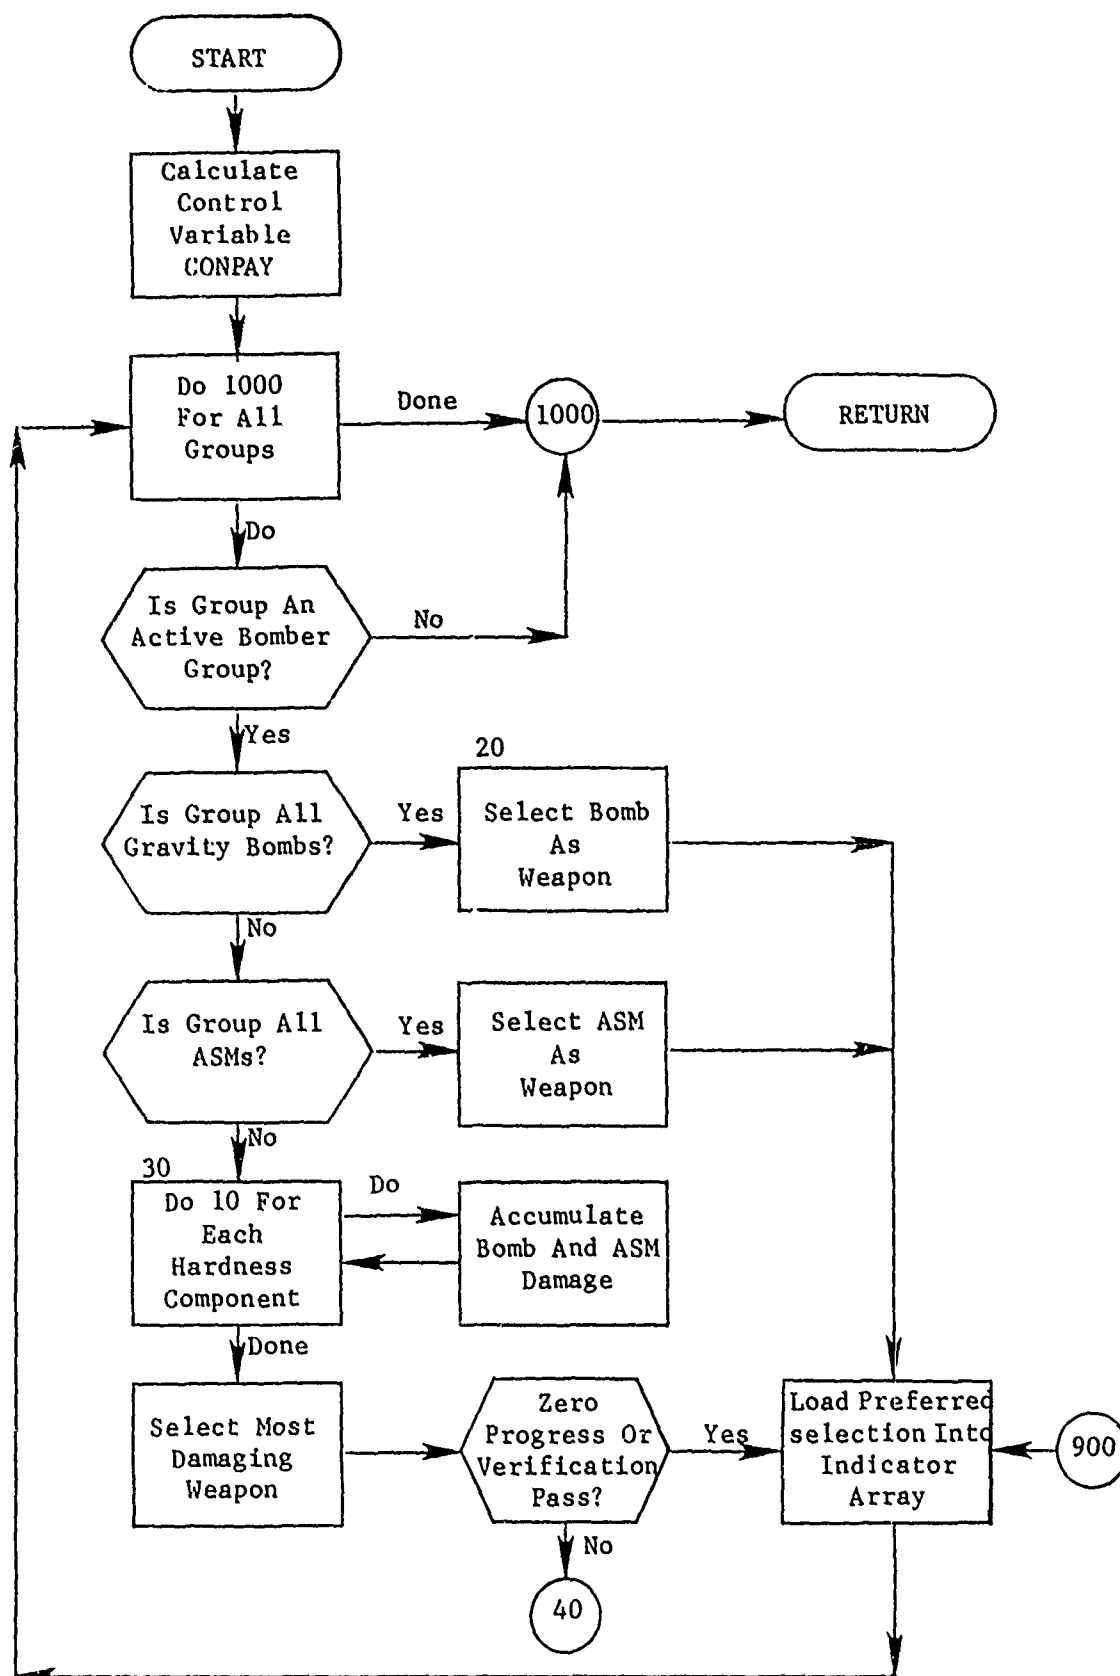 START
Calculate
Control
Variable
CONPAY
Do 1000
For All
Groups
Done
1000
RETURN
Do
Is Group An
Active Bomber
Group?
No
Yes
Is Group All
Gravity Bombs?
Yes
20
Select Bomb
As
Weapon
No
Is Group All
ASMs?
Yes
Select ASM
As
Weapon
No
30
Do 10 For
Each
Hardness
Component
Do
Accumulate
Bomb And ASM
Damage
Done
Select Most
Damaging
Weapon
Zero
Progress Or
Verification
Pass?
Yes
Load Preferred
selection Into
Indicator
Array
900
No
40